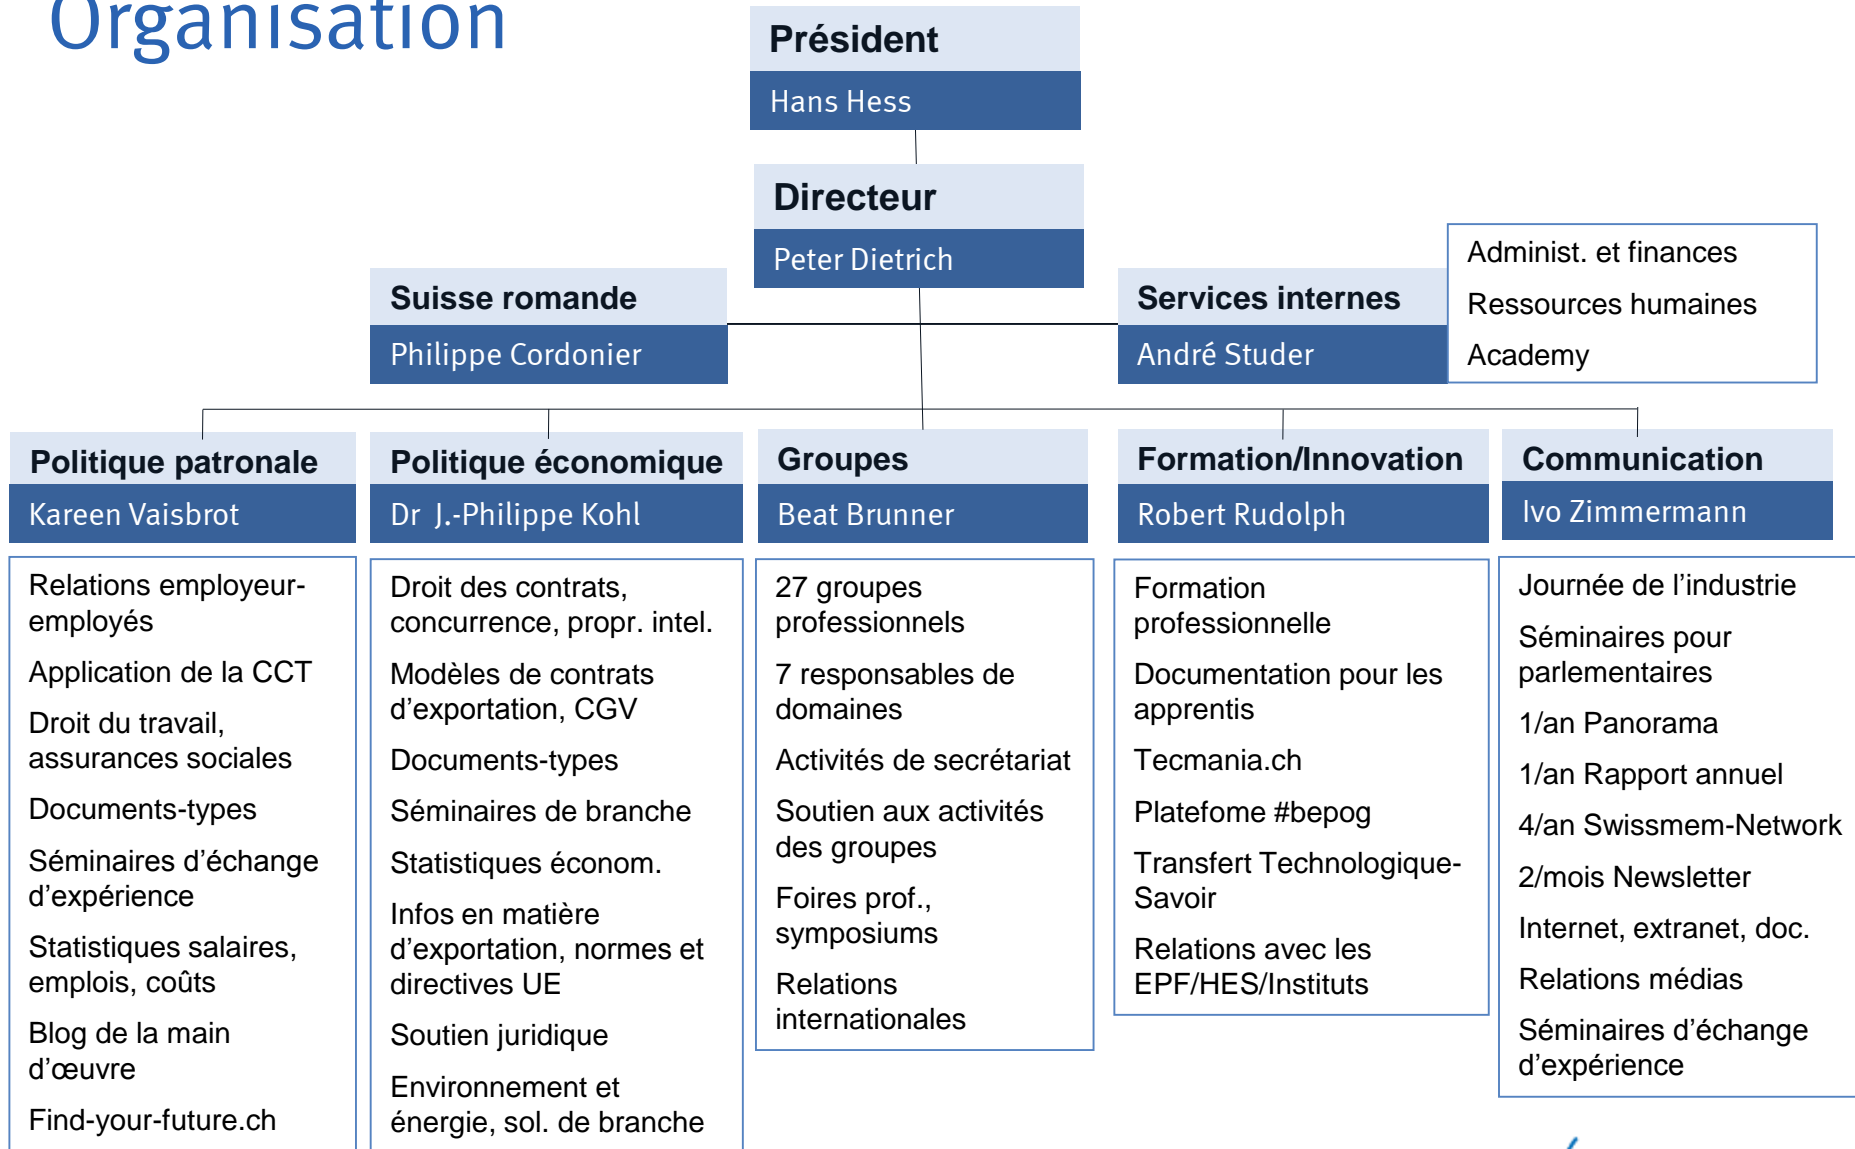 Organisation
Président
Hans Hess
Directeur
Peter Dietrich
Suisse romande
Philippe Cordonier
Services internes
André Studer
Administ. et finances
Ressources humaines
Academy
Politique patronale
Kareen Vaisbrot
Relations employeur-
employés
Application de la CCT
Droit du travail,
assurances sociales
Documents-types
Séminaires d’échange
d’expérience
Statistiques salaires,
emplois, coûts
Blog de la main
d’œuvre
Find-your-future.ch
Politique économique
Dr J.-Philippe Kohl
Droit des contrats,
concurrence, propr. intel.
Modèles de contrats
d’exportation, CGV
Documents-types
Séminaires de branche
Statistiques économ.
Infos en matière
d’exportation, normes et
directives UE
Soutien juridique
Environnement et
énergie, sol. de branche
Groupes
Beat Brunner
27 groupes
professionnels
7 responsables de
domaines
Activités de secrétariat
Soutien aux activités
des groupes
Foires prof.,
symposiums
Relations
internationales
Formation/Innovation
Robert Rudolph
Formation
professionnelle
Documentation pour les
apprentis
Tecmania.ch
Platefome #bepog
Transfert Technologique-
Savoir
Relations avec les
EPF/HES/Instituts
Communication
Ivo Zimmermann
Journée de l’industrie
Séminaires pour
parlementaires
1/an Panorama
1/an Rapport annuel
4/an Swissmem-Network
2/mois Newsletter
Internet, extranet, doc.
Relations médias
Séminaires d’échange
d’expérience